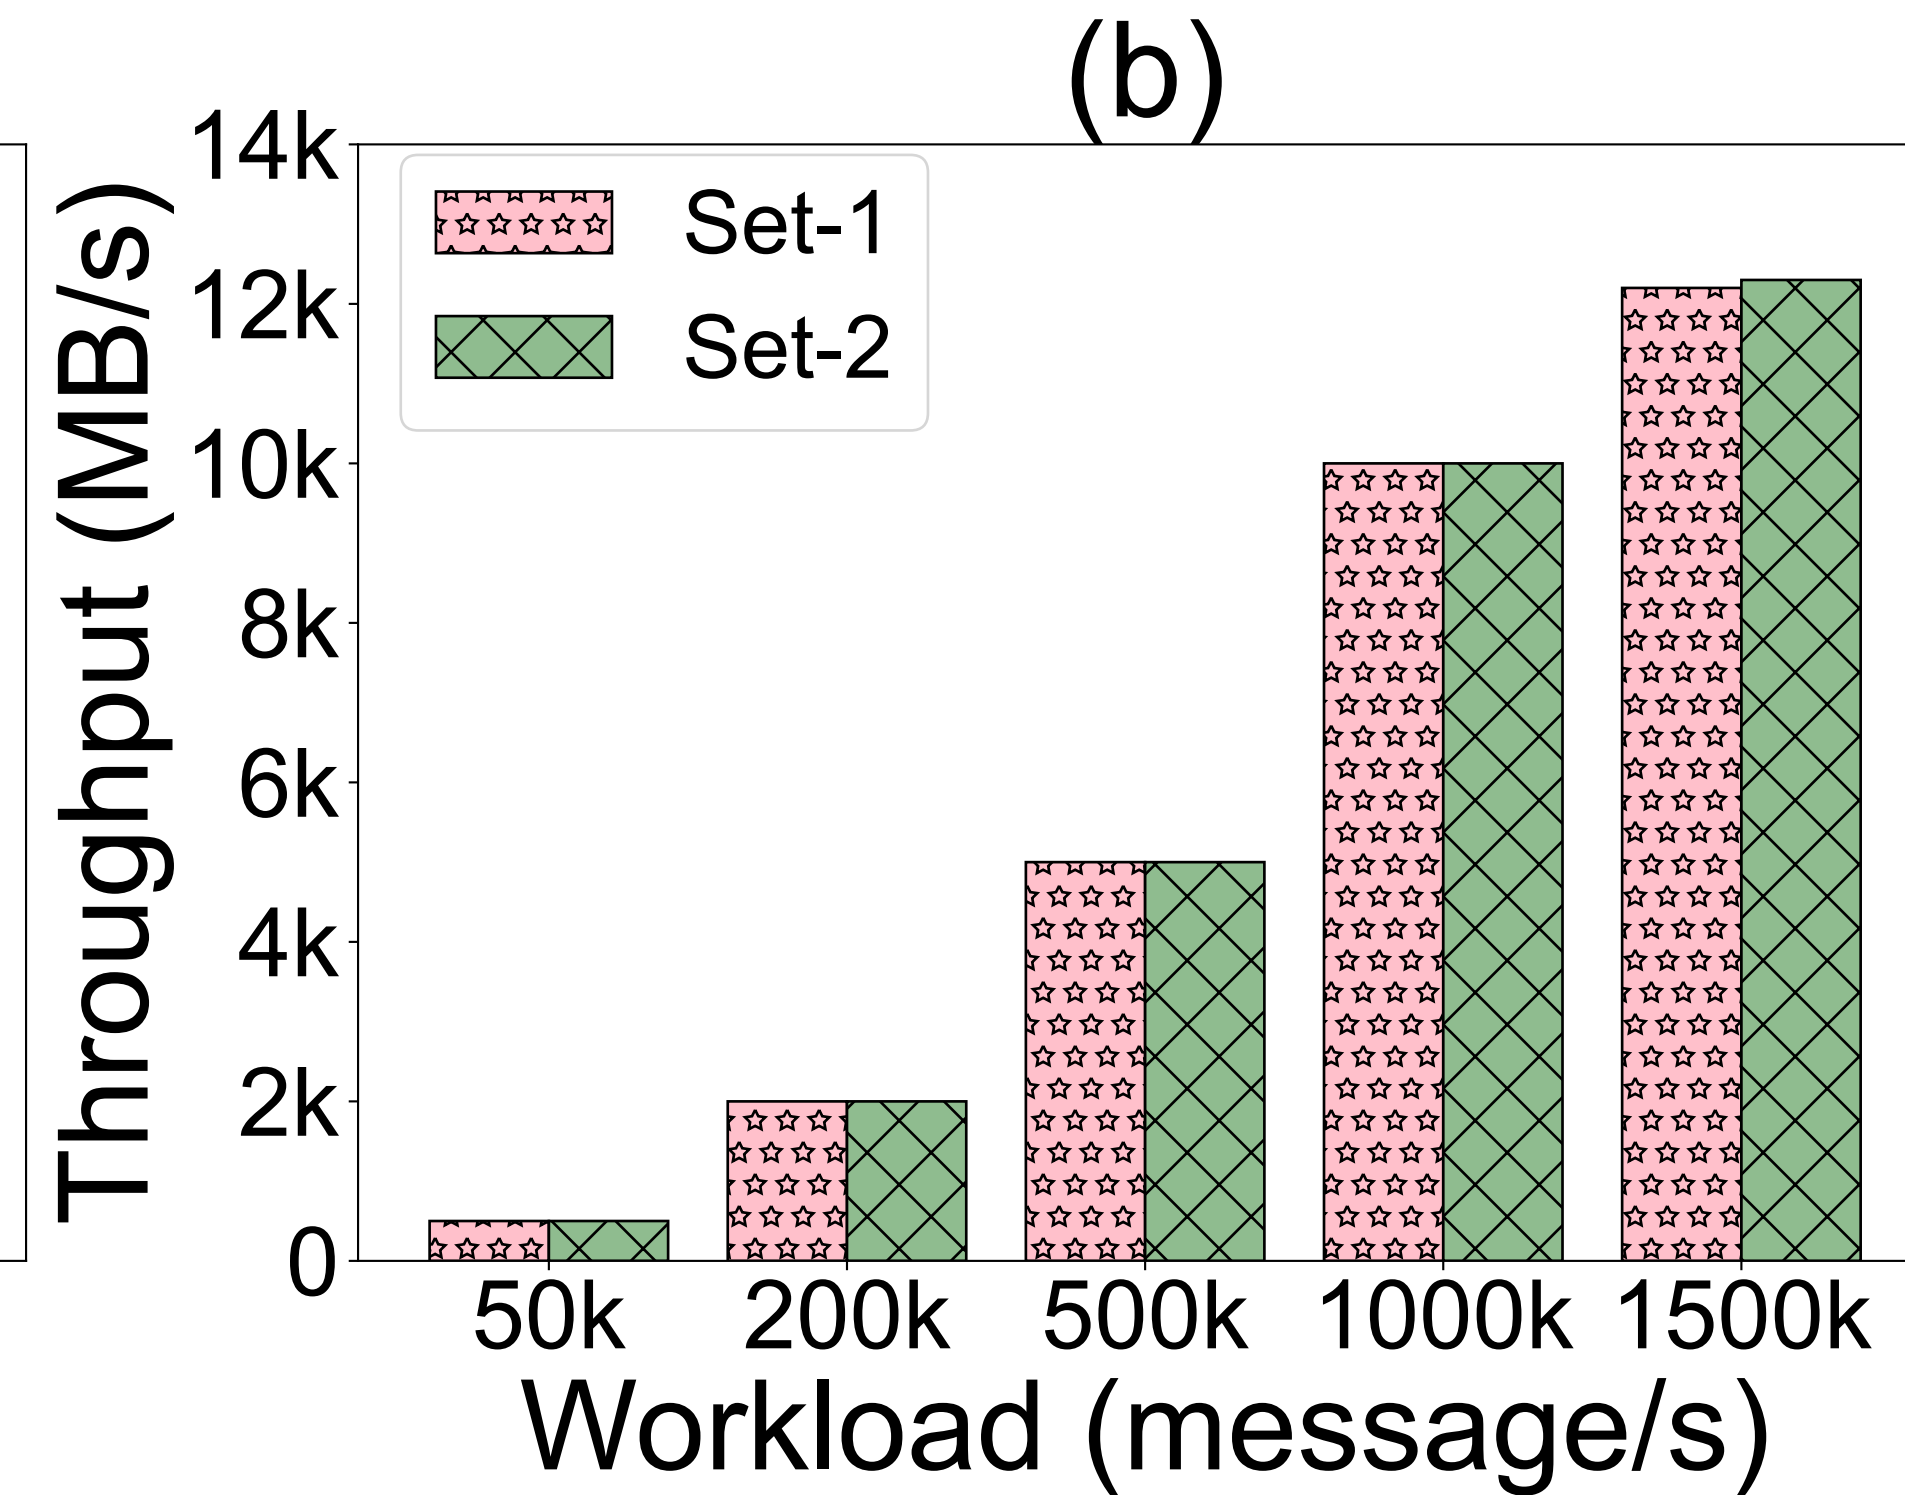 (b)
14k
12k
10k
8k
6k
4k
2k
0
Throughput (MB/s)
Set-1
Set-2
50k 200k 500k 1000k 1500k
Workload (message/s)